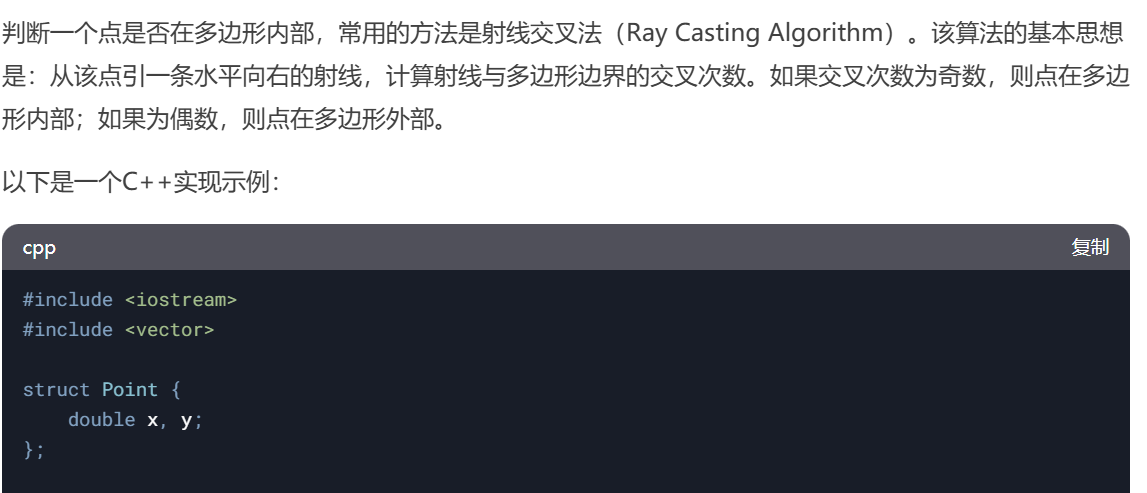 判断一个点是否在多边形内部，常用的方法是射线交叉法（Ray Casting Algorithm）。该算法的基本思想
是：从该点引一条水平向右的射线，计算射线与多边形边界的交叉次数。如果交叉次数为奇数，则点在多边
形内部；如果为偶数，则点在多边形外部。
以下是一个C++实现示例：
cpp 复制
#include <iostream>
#include <vector>
struct Point {
    double x, y;
};